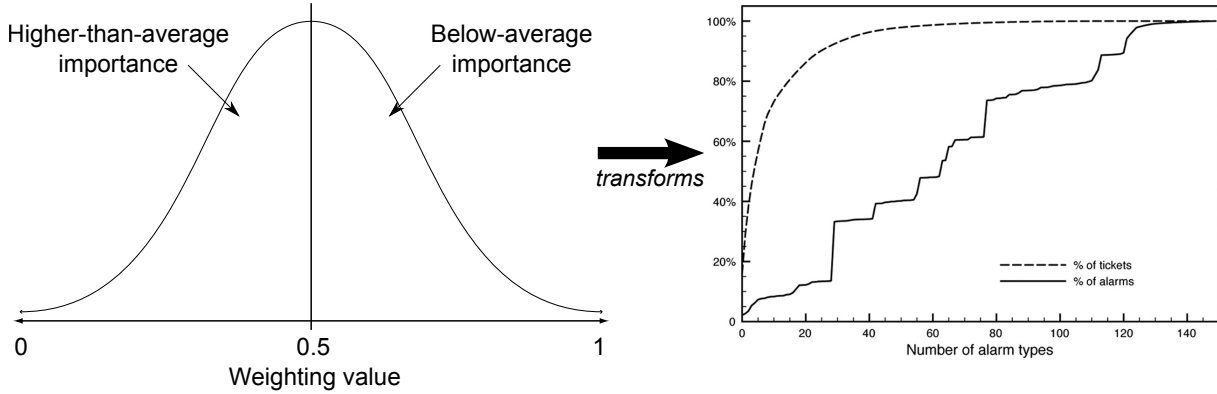 Higher-than-average
importance
Below-average
importance
0
0.5
1
Weighting value
transforms
100%
80%
60%
40%
20%
0
% of tickets
% of alarms
0
20
40
60
80
100
120
140
Number of alarm types